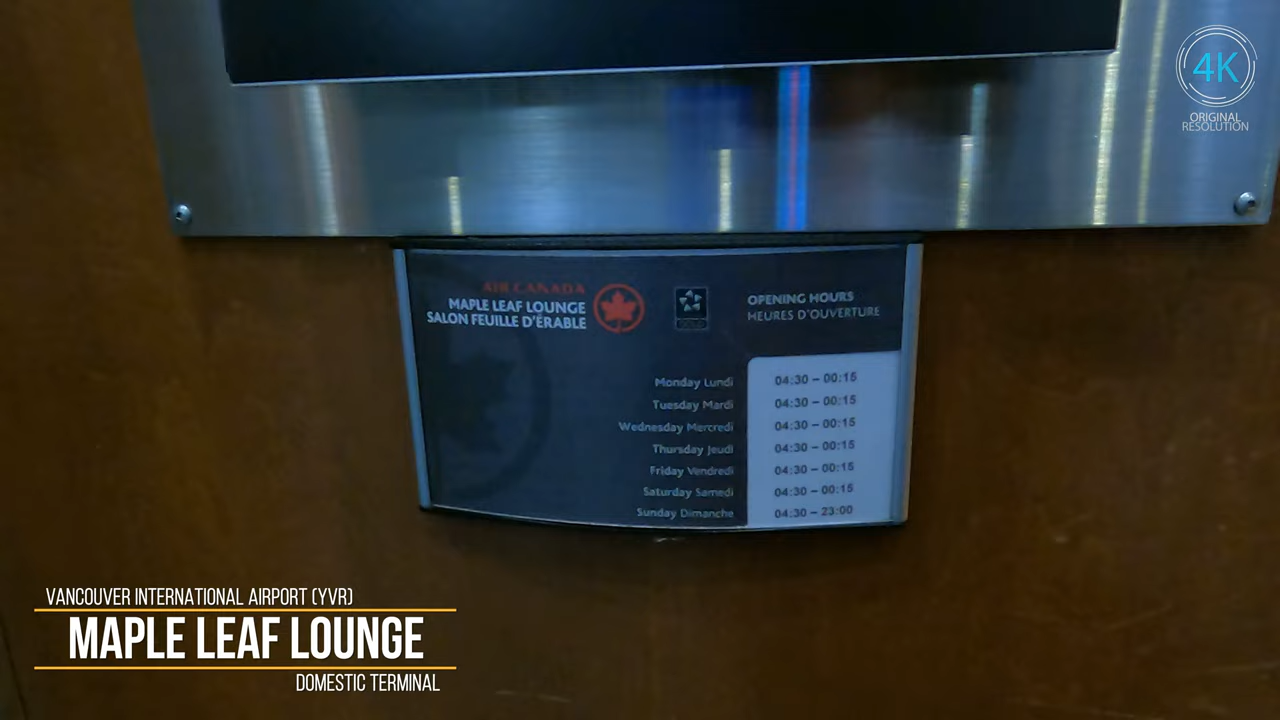 4K
ORIGINAL
RESOLUTION
AIR CANADA
MAPLE LEAF LOUNGE
SALON FEUILLE D'ÉRABLE
GOLD
OPENING HOURS
HEURES D'OUVERTURE
Monday Lundi 04:30 – 00:15
Tuesday Mardi 04:30 – 00:15
Wednesday Mercredi 04:30 – 00:15
Thursday Jeudi 04:30 – 00:15
Friday Vendredi 04:30 – 00:15
Saturday Samedi 04:30 – 00:15
Sunday Dimanche 04:30 – 23:00
VANCOUVER INTERNATIONAL AIRPORT (YVR)
MAPLE LEAF LOUNGE
DOMESTIC TERMINAL